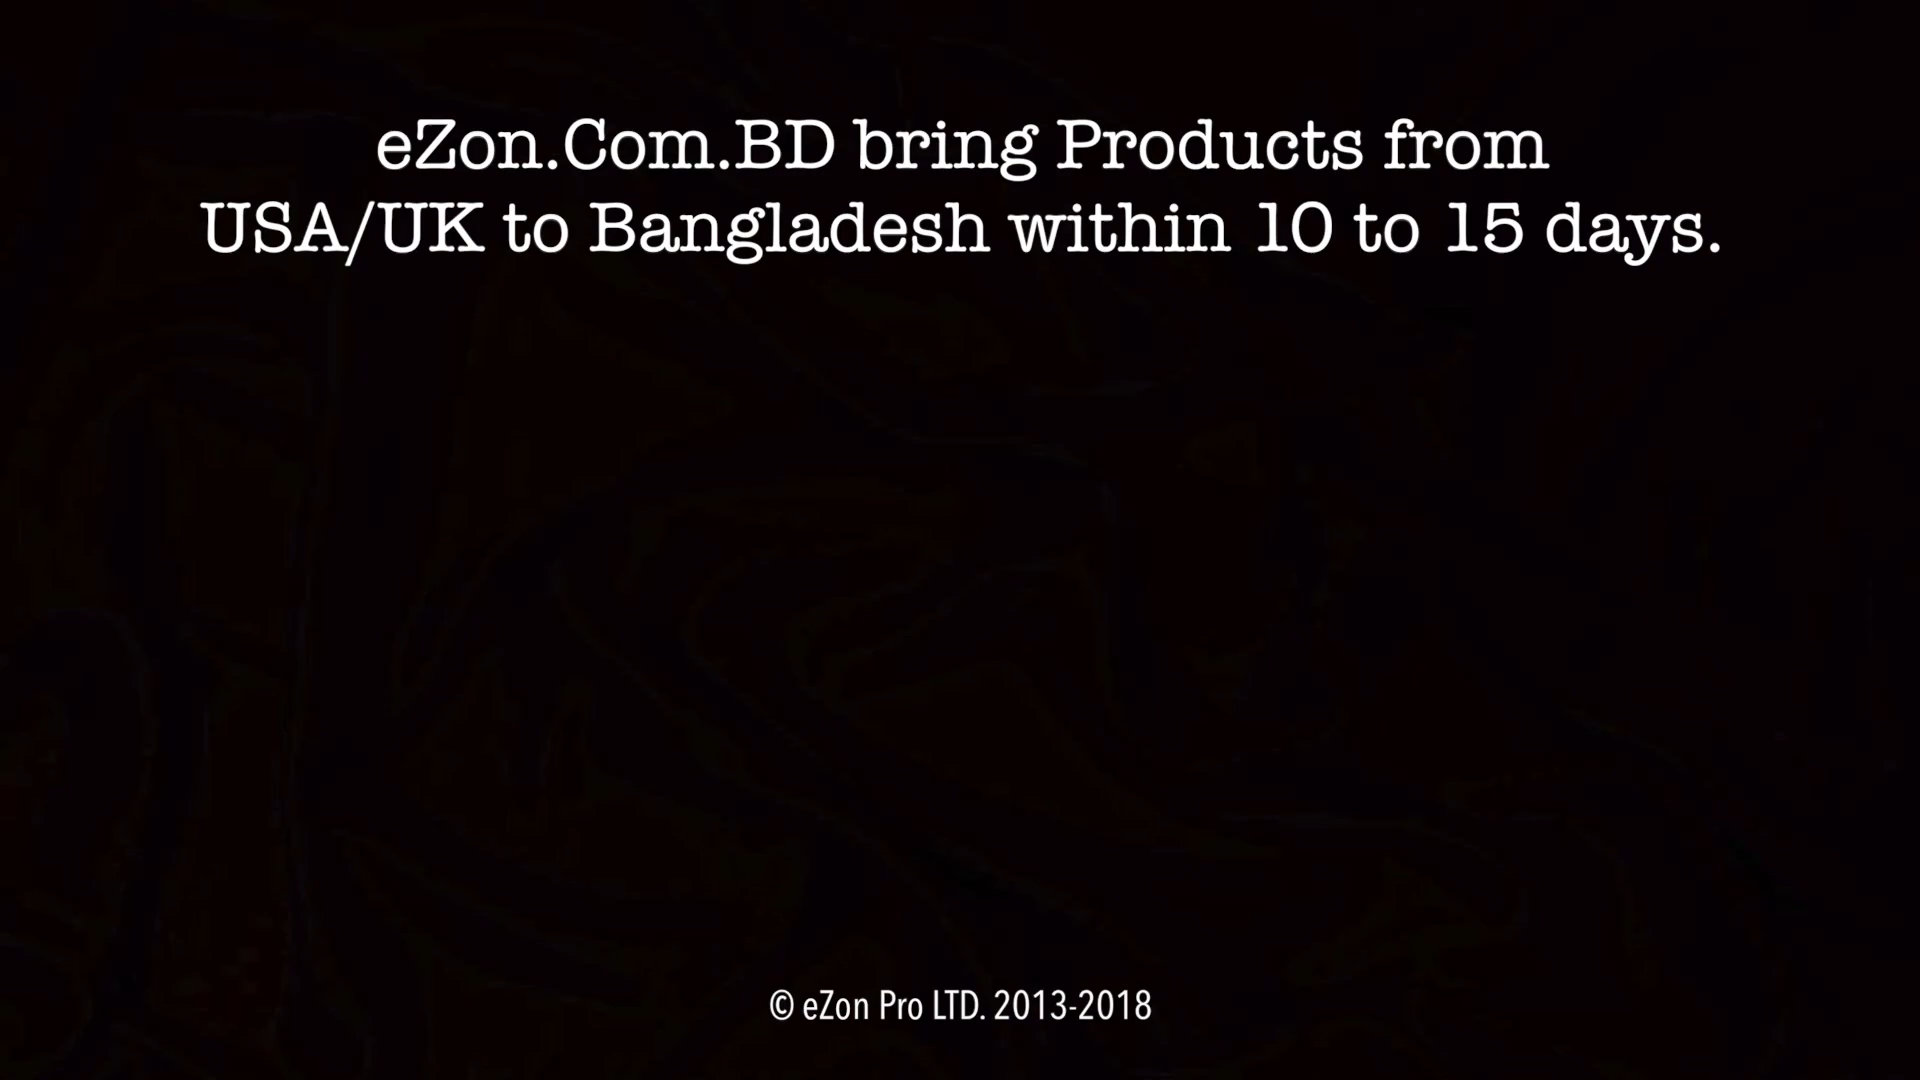 eZon.Com.BD bring Products from
USA/UK to Bangladesh within 10 to 15 days.
© eZon Pro LTD. 2013-2018